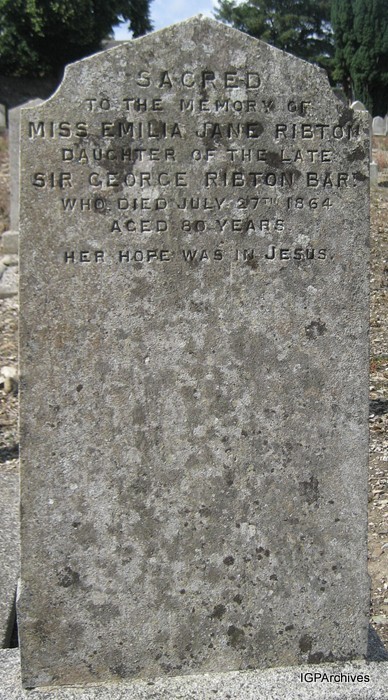 SACRED
TO THE MEMORY OF
MISS EMILIA JANE RIBTON
DAUGHTER OF THE LATE
SIR GEORGE RIBTON BAR.T
WHO DIED JULY 27TH 1864
AGED 80 YEARS
HER HOPE WAS IN JESUS.
IGPArchives